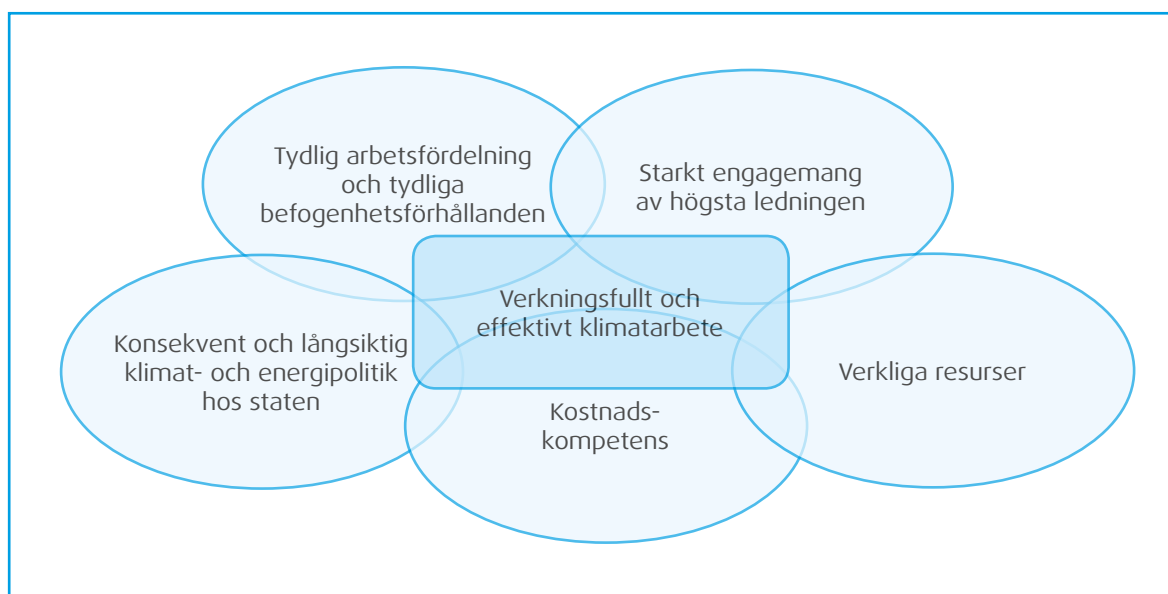 Tydlig arbetsfördelning
och tydliga
befogenhetsförhållanden
Starkt engagemang
av högsta ledningen
Verkningsfullt och
effektivt klimatarbete
Konsekvent och långsiktig
klimat- och energipolitik
hos staten
Verkliga resurser
Kostnads-
kompetens